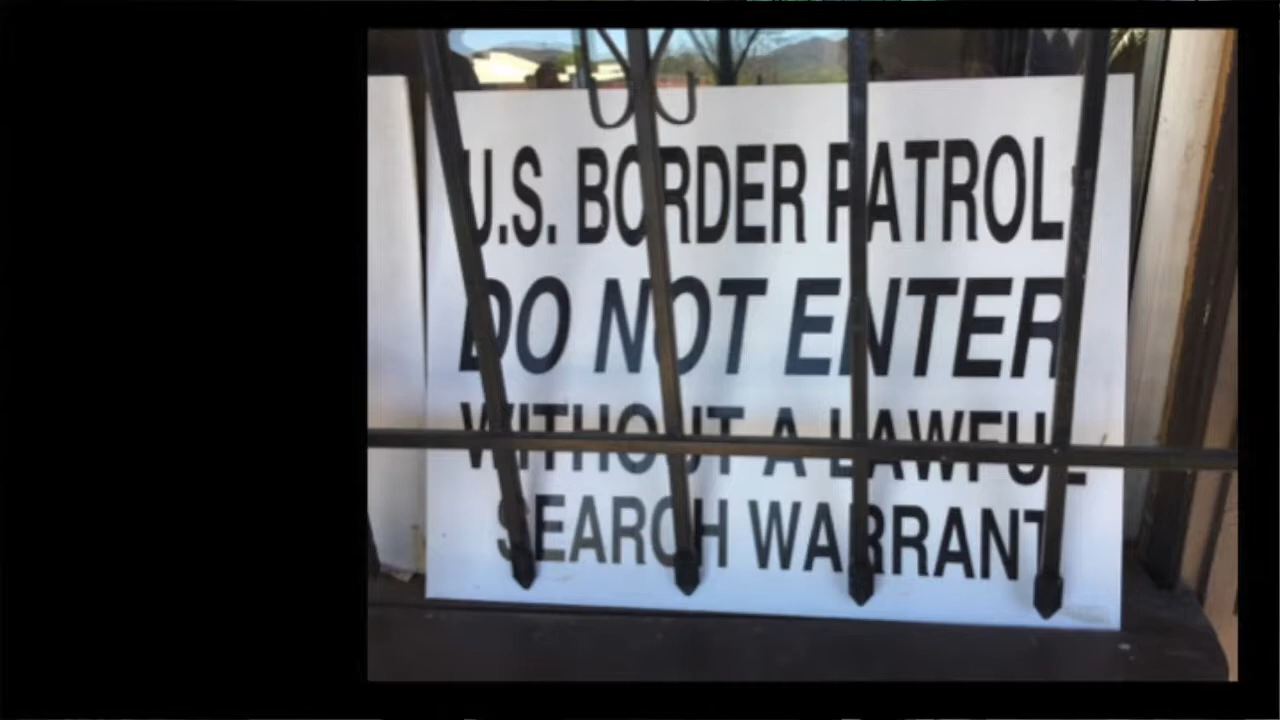 U.S. BORDER PATROL
DO NOT ENTER
WITHOUT A LAWFUL
SEARCH WARRANT